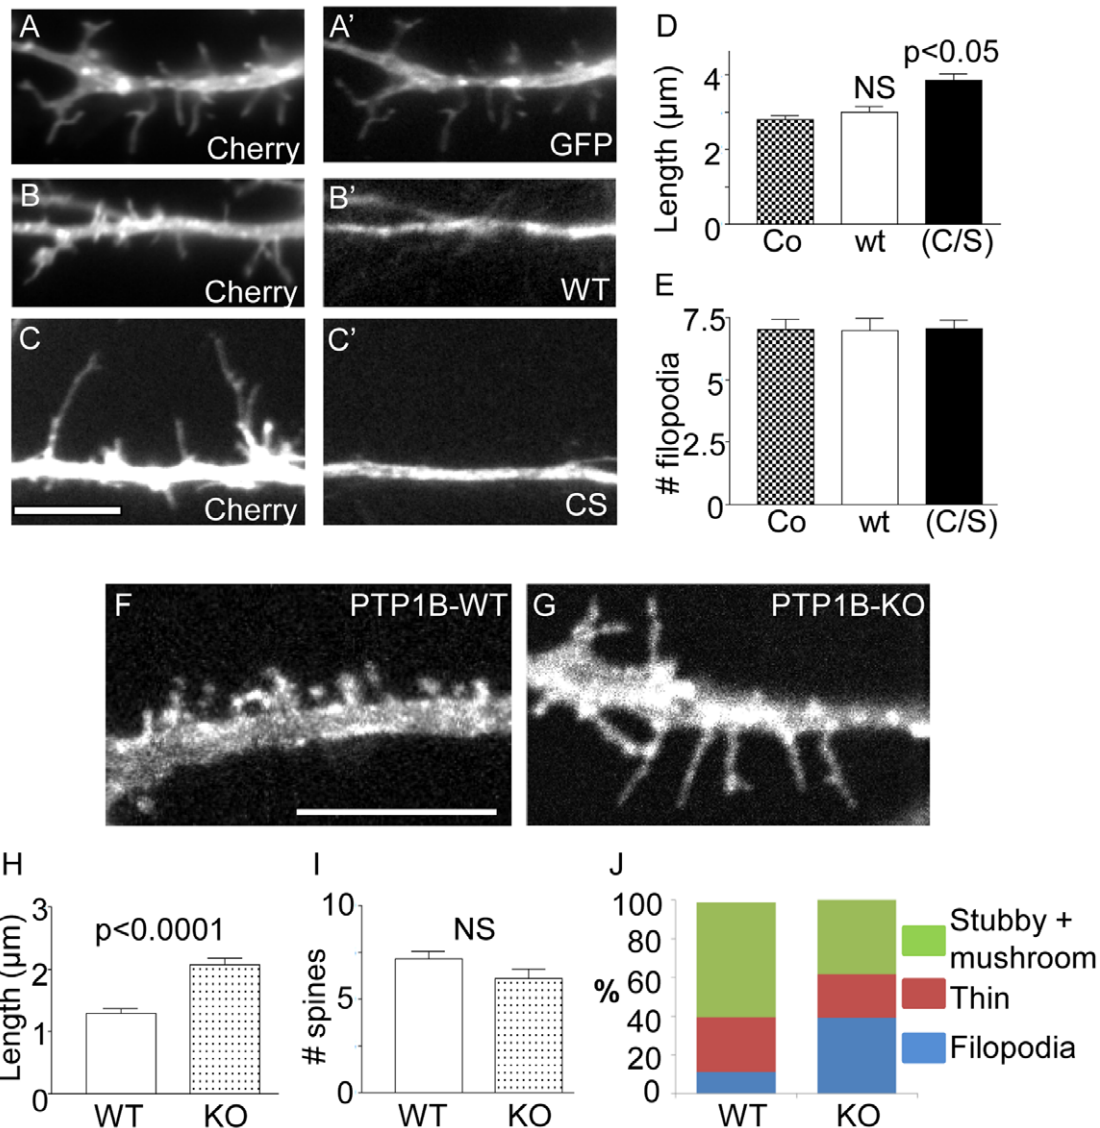 A
Cherry
A'
GFP
B
Cherry
B'
WT
C
Cherry
C'
CS
D
Length (μm)
4
2
0
NS
p<0.05
Co
wt
(C/S)
E
# filopodia
7.5
5
2.5
0
Co
wt
(C/S)
F
PTP1B-WT
G
PTP1B-KO
H
Length (μm)
3
2
1
0
p<0.0001
WT
KO
I
# spines
10
5
0
NS
WT
KO
J
%
100
80
60
40
20
0
WT
KO
Stubby +
mushroom
Thin
Filopodia